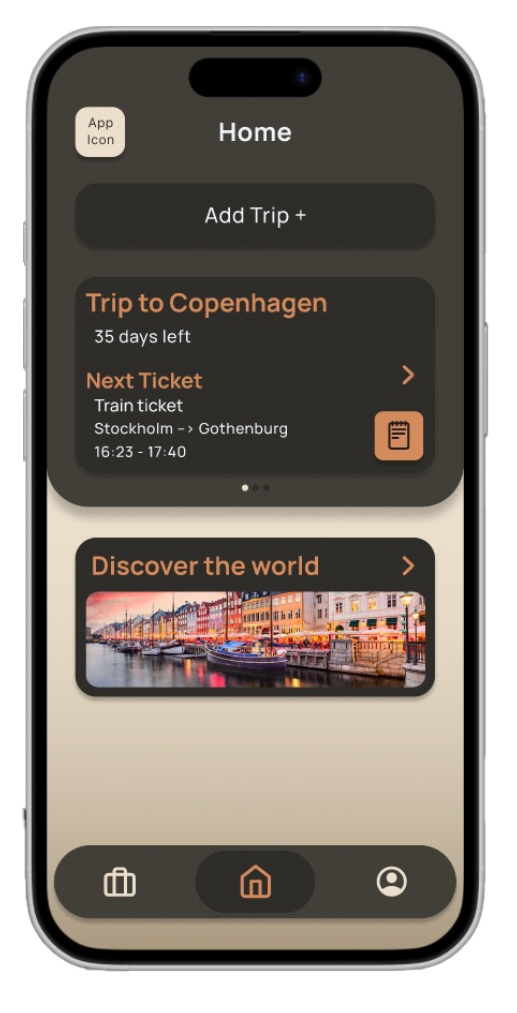 App
Icon
Home
Add Trip +
Trip to Copenhagen
35 days left
Next Ticket
Train ticket
Stockholm --> Gothenburg
16:23 - 17:40
Discover the world